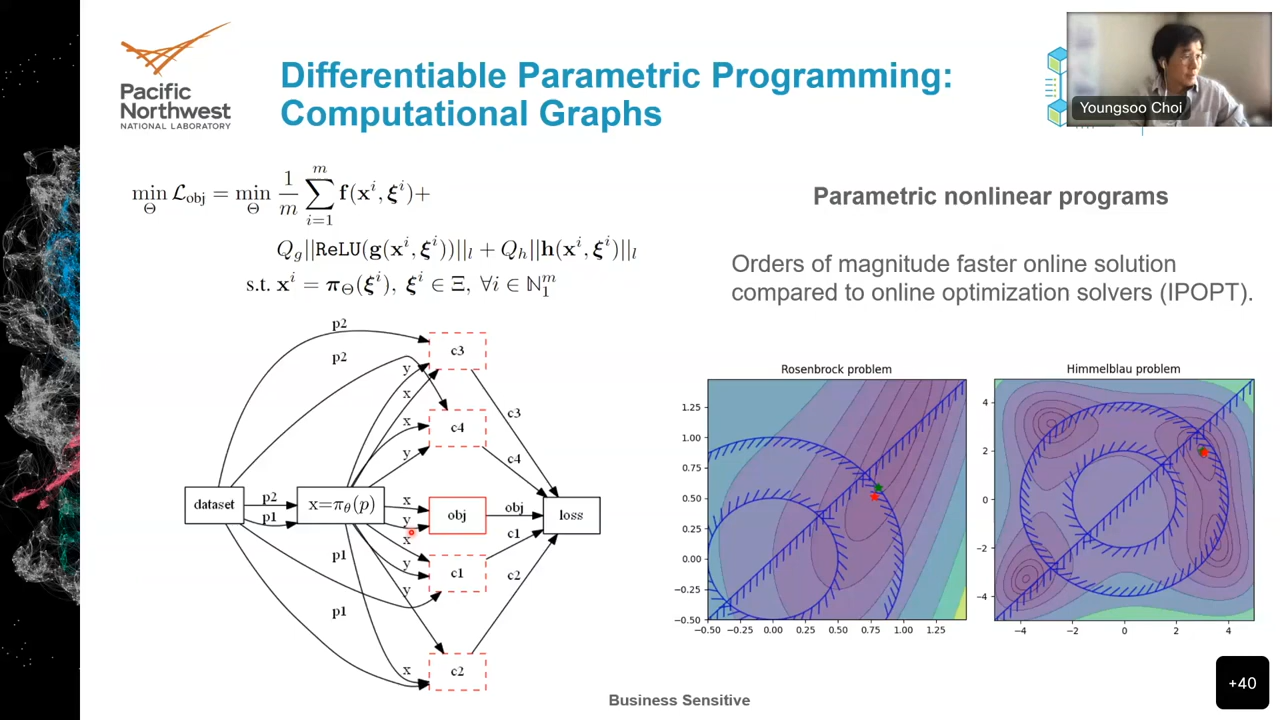 Pacific
Northwest
NATIONAL LABORATORY
Differentiable Parametric Programming:
Computational Graphs
Youngsoo Choi
min_Θ ℒ_obj = min_Θ 1/m ∑_{i=1}^{m} f(x^i, ξ^i)+
Q_g||ReLU(g(x^i, ξ^i))||_l + Q_h||h(x^i, ξ^i)||_l
s.t. x^i = π_Θ(ξ^i), ξ^i ∈ Ξ, ∀i ∈ ℕ_1^m
Parametric nonlinear programs
Orders of magnitude faster online solution
compared to online optimization solvers (IPOPT).
p2
p2
y
x
x
y
p2
p1
x
y
x
y
y
p1
p1
x
dataset
x=π_θ(p)
c3
c4
obj
c1
c2
c3
c4
obj
c1
c2
loss
Rosenbrock problem
1.25
1.00
0.75
0.50
0.25
0.00
−0.25
−0.50
−0.50 −0.25 0.00 0.25 0.50 0.75 1.00 1.25
Himmelblau problem
4
2
0
−2
−4
−4 −2 0 2 4
Business Sensitive
+40